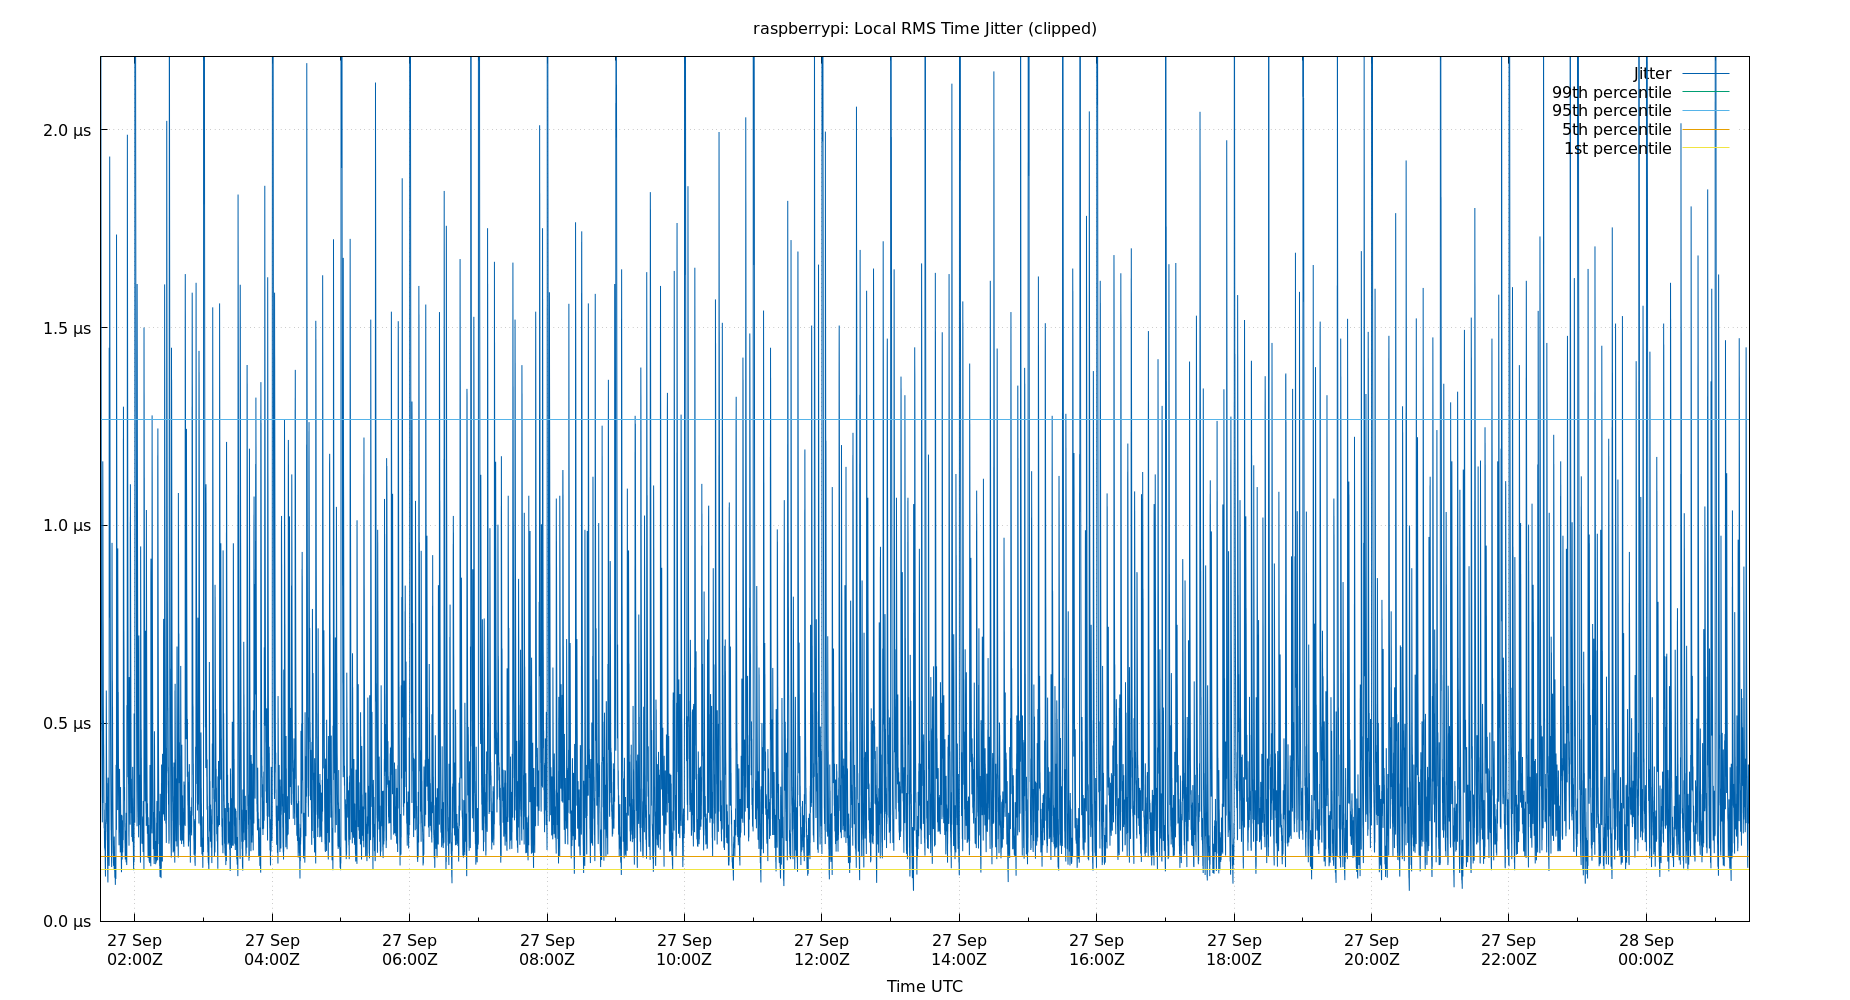 raspberrypi: Local RMS Time Jitter (clipped)
Jitter
99th percentile
95th percentile
5th percentile
1st percentile
2.0 µs
1.5 µs
1.0 µs
0.5 µs
0.0 µs
27 Sep 27 Sep 27 Sep 27 Sep 27 Sep 27 Sep 27 Sep 27 Sep 27 Sep 27 Sep 27 Sep 28 Sep
02:00Z 04:00Z 06:00Z 08:00Z 10:00Z 12:00Z 14:00Z 16:00Z 18:00Z 20:00Z 22:00Z 00:00Z
Time UTC